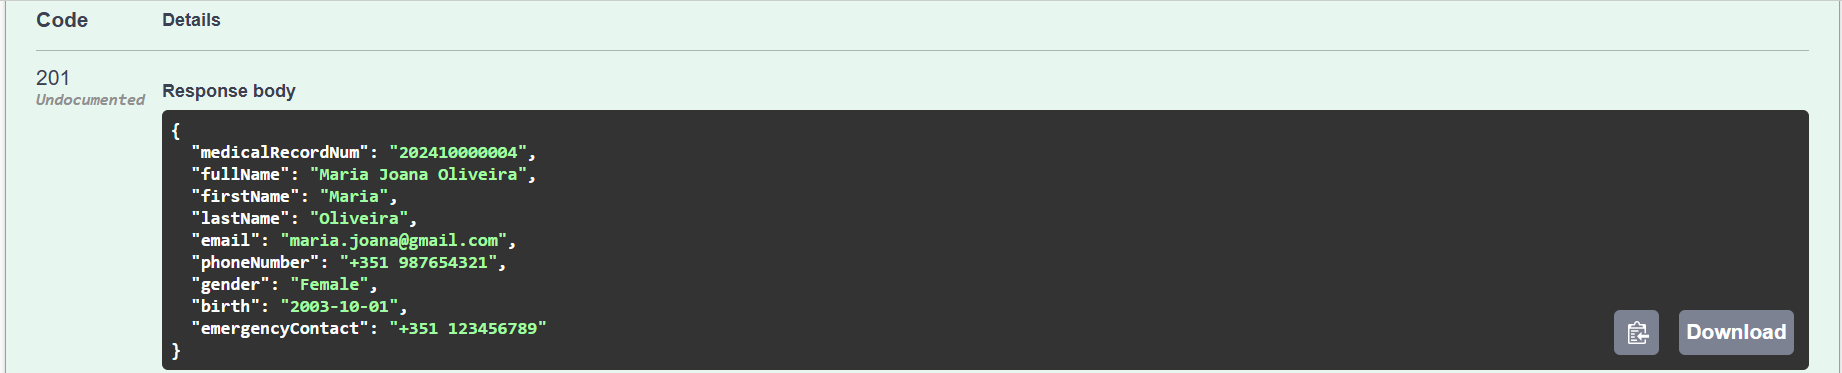 Code Details
201
Undocumented
Response body
{
  "medicalRecordNum": "202410000004",
  "fullName": "Maria Joana Oliveira",
  "firstName": "Maria",
  "lastName": "Oliveira",
  "email": "maria.joana@gmail.com",
  "phoneNumber": "+351 987654321",
  "gender": "Female",
  "birth": "2003-10-01",
  "emergencyContact": "+351 123456789"
}
Download